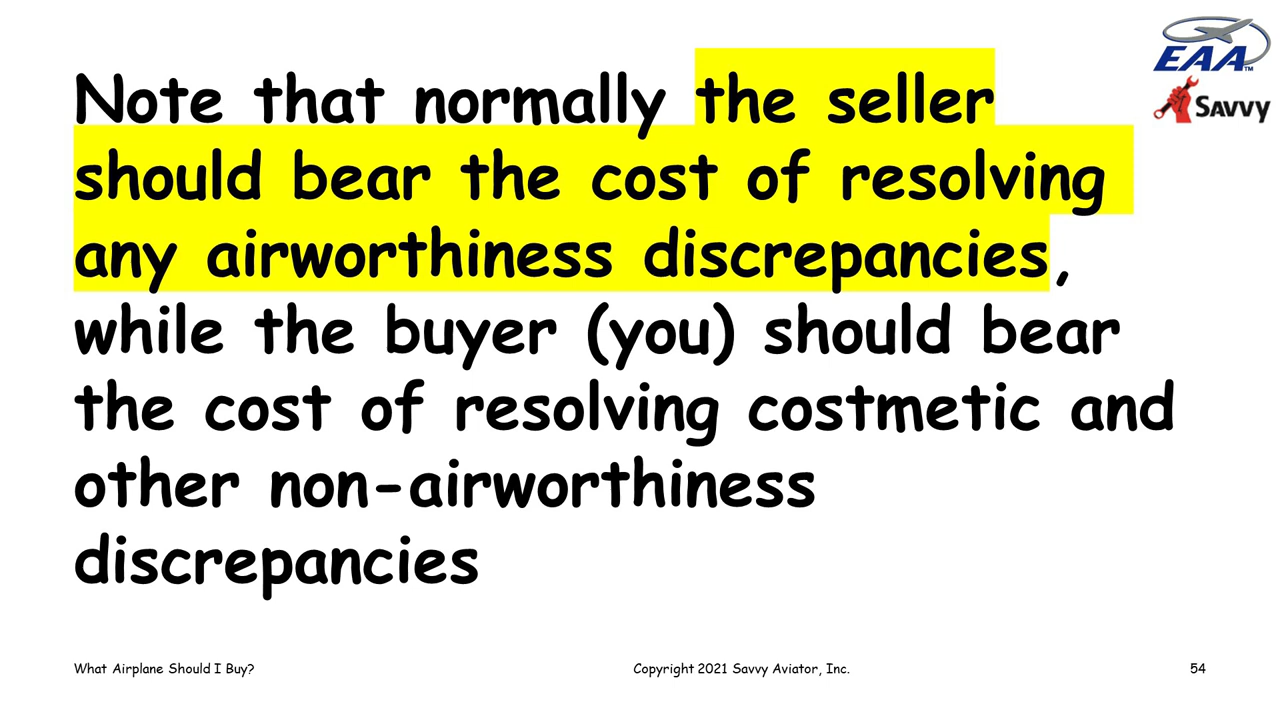 EAA™
Savvy
Note that normally the seller
should bear the cost of resolving
any airworthiness discrepancies,
while the buyer (you) should bear
the cost of resolving costmetic and
other non-airworthiness
discrepancies
What Airplane Should I Buy?
Copyright 2021 Savvy Aviator, Inc.
54